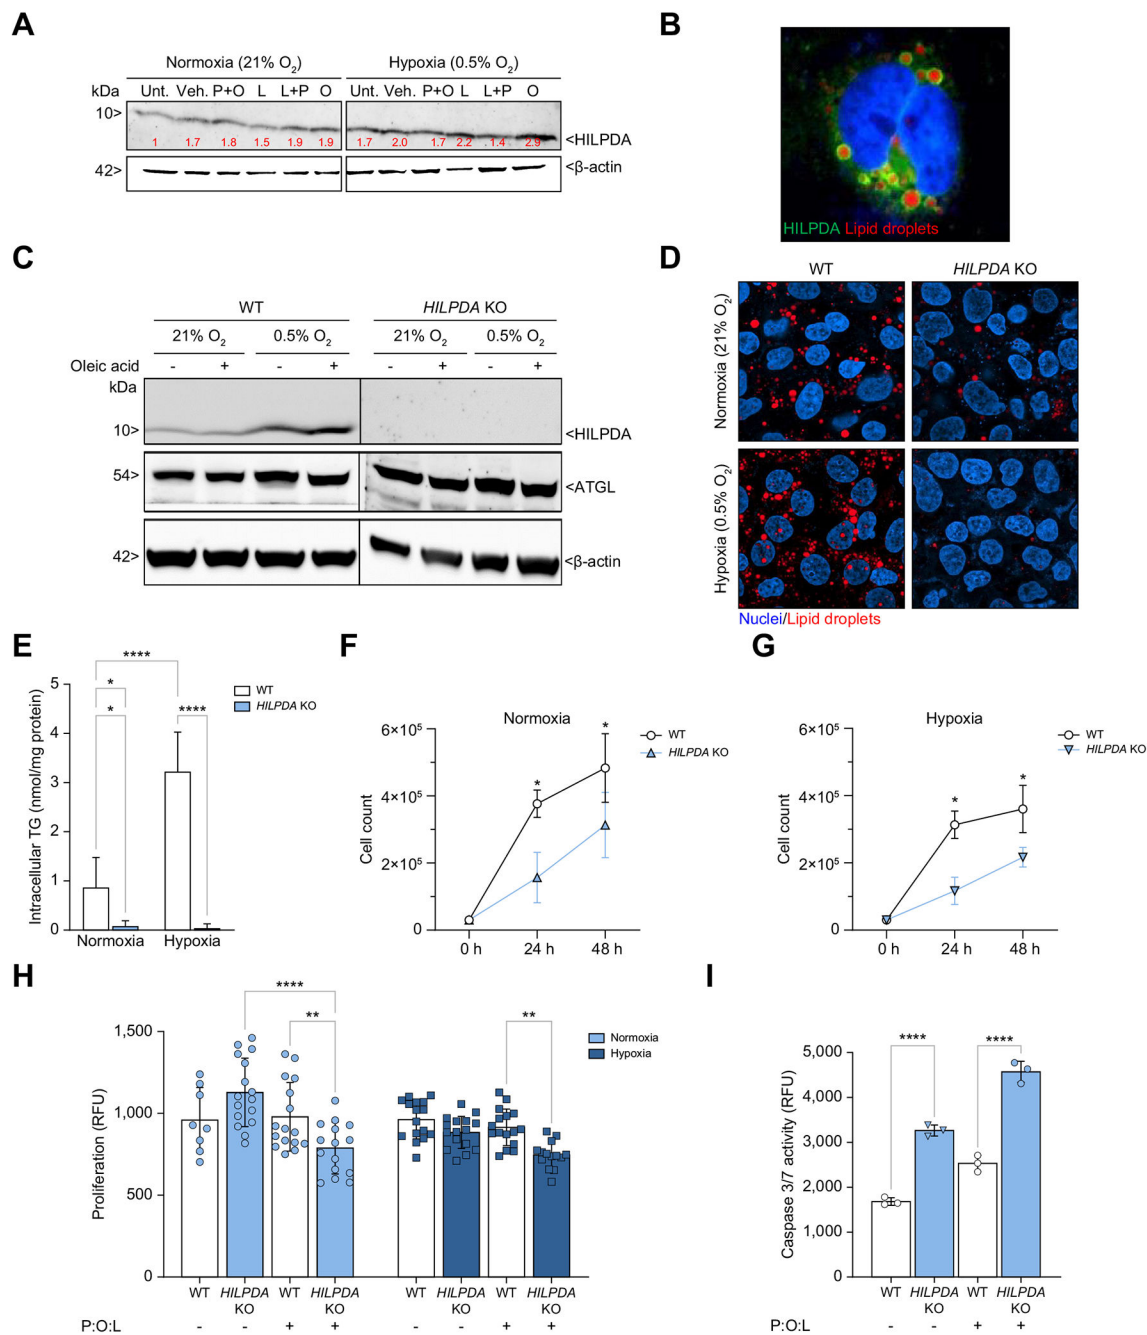 A
Normoxia (21% O2) Hypoxia (0.5% O2)
kDa Unt. Veh. P+O L L+P O Unt. Veh. P+O L L+P O
10>
1 1.7 1.8 1.5 1.9 1.9 1.7 2.0 1.7 2.2 1.4 2.9 <HILPDA
42> <β-actin
B
HILPDA Lipid droplets
C
WT HILPDA KO
21% O2 0.5% O2 21% O2 0.5% O2
Oleic acid - + - + - + - +
kDa
10> <HILPDA
54> <ATGL
42> <β-actin
D
WT HILPDA KO
Normoxia (21% O2)
Hypoxia (0.5% O2)
Nuclei/Lipid droplets
E
Intracellular TG (nmol/mg protein)
5
4
3
2
1
0
****
*
*
****
Normoxia Hypoxia
WT
HILPDA KO
F
Normoxia
Cell count
6×10⁵
4×10⁵
2×10⁵
0
*
*
0 h 24 h 48 h
WT
HILPDA KO
G
Hypoxia
Cell count
6×10⁵
4×10⁵
2×10⁵
0
*
*
0 h 24 h 48 h
WT
HILPDA KO
H
Proliferation (RFU)
1,500
1,000
500
0
****
**
**
Normoxia
Hypoxia
WT HILPDA KO WT HILPDA KO WT HILPDA KO WT HILPDA KO
P:O:L - - + + - - + +
I
Caspase 3/7 activity (RFU)
5,000
4,000
3,000
2,000
1,000
0
****
****
WT HILPDA KO WT HILPDA KO
P:O:L - - + +